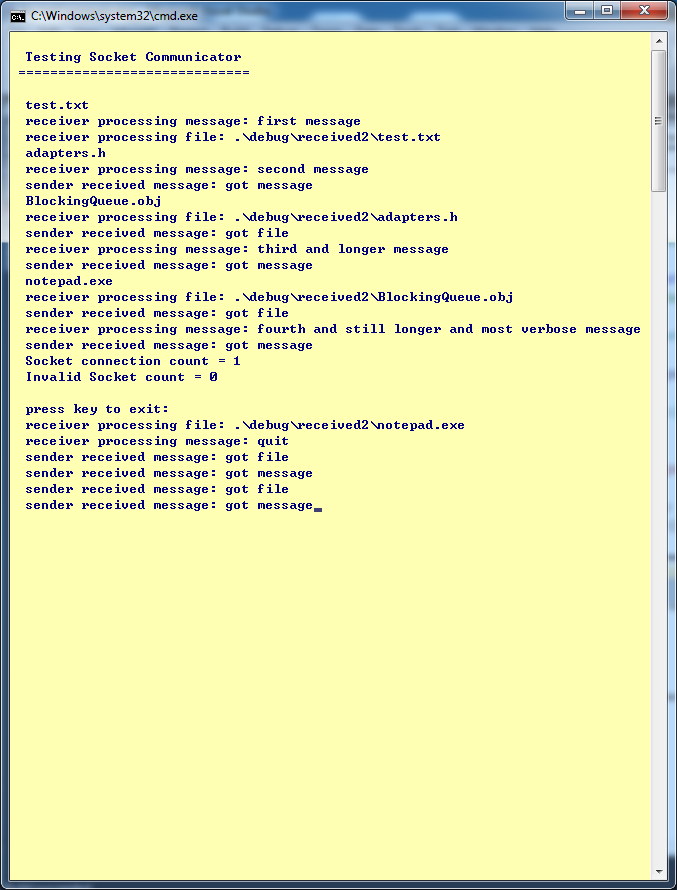 C:\Windows\system32\cmd.exe
Testing Socket Communicator
=============================
test.txt
receiver processing message: first message
receiver processing file: .\debug\received2\test.txt
adapters.h
receiver processing message: second message
sender received message: got message
BlockingQueue.obj
receiver processing file: .\debug\received2\adapters.h
sender received message: got file
receiver processing message: third and longer message
sender received message: got message
notepad.exe
receiver processing file: .\debug\received2\BlockingQueue.obj
sender received message: got file
receiver processing message: fourth and still longer and most verbose message
sender received message: got message
Socket connection count = 1
Invalid Socket count = 0
press key to exit:
receiver processing file: .\debug\received2\notepad.exe
receiver processing message: quit
sender received message: got file
sender received message: got message
sender received message: got file
sender received message: got message